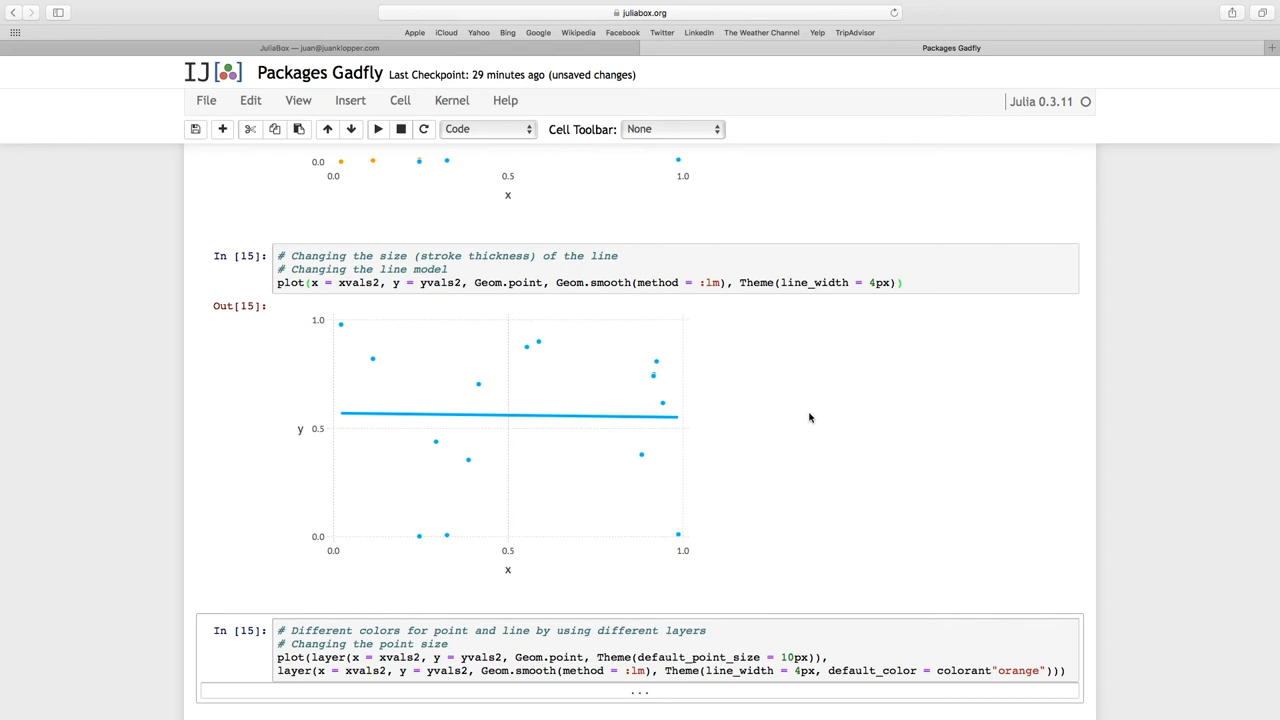 juliabox.org
Apple iCloud Yahoo Bing Google Wikipedia Facebook Twitter LinkedIn The Weather Channel Yelp TripAdvisor
JuliaBox — juan@juanklopper.com Packages Gadfly
IJ[ ] Packages Gadfly Last Checkpoint: 29 minutes ago (unsaved changes)
File Edit View Insert Cell Kernel Help Julia 0.3.11
Code Cell Toolbar: None
0.0
0.0 0.5 1.0
x
In [15]: # Changing the size (stroke thickness) of the line
# Changing the line model
plot(x = xvals2, y = yvals2, Geom.point, Geom.smooth(method = :lm), Theme(line_width = 4px))
Out[15]:
1.0
y 0.5
0.0
0.0 0.5 1.0
x
In [15]: # Different colors for point and line by using different layers
# Changing the point size
plot(layer(x = xvals2, y = yvals2, Geom.point, Theme(default_point_size = 10px)),
layer(x = xvals2, y = yvals2, Geom.smooth(method = :lm), Theme(line_width = 4px, default_color = colorant"orange")))
...